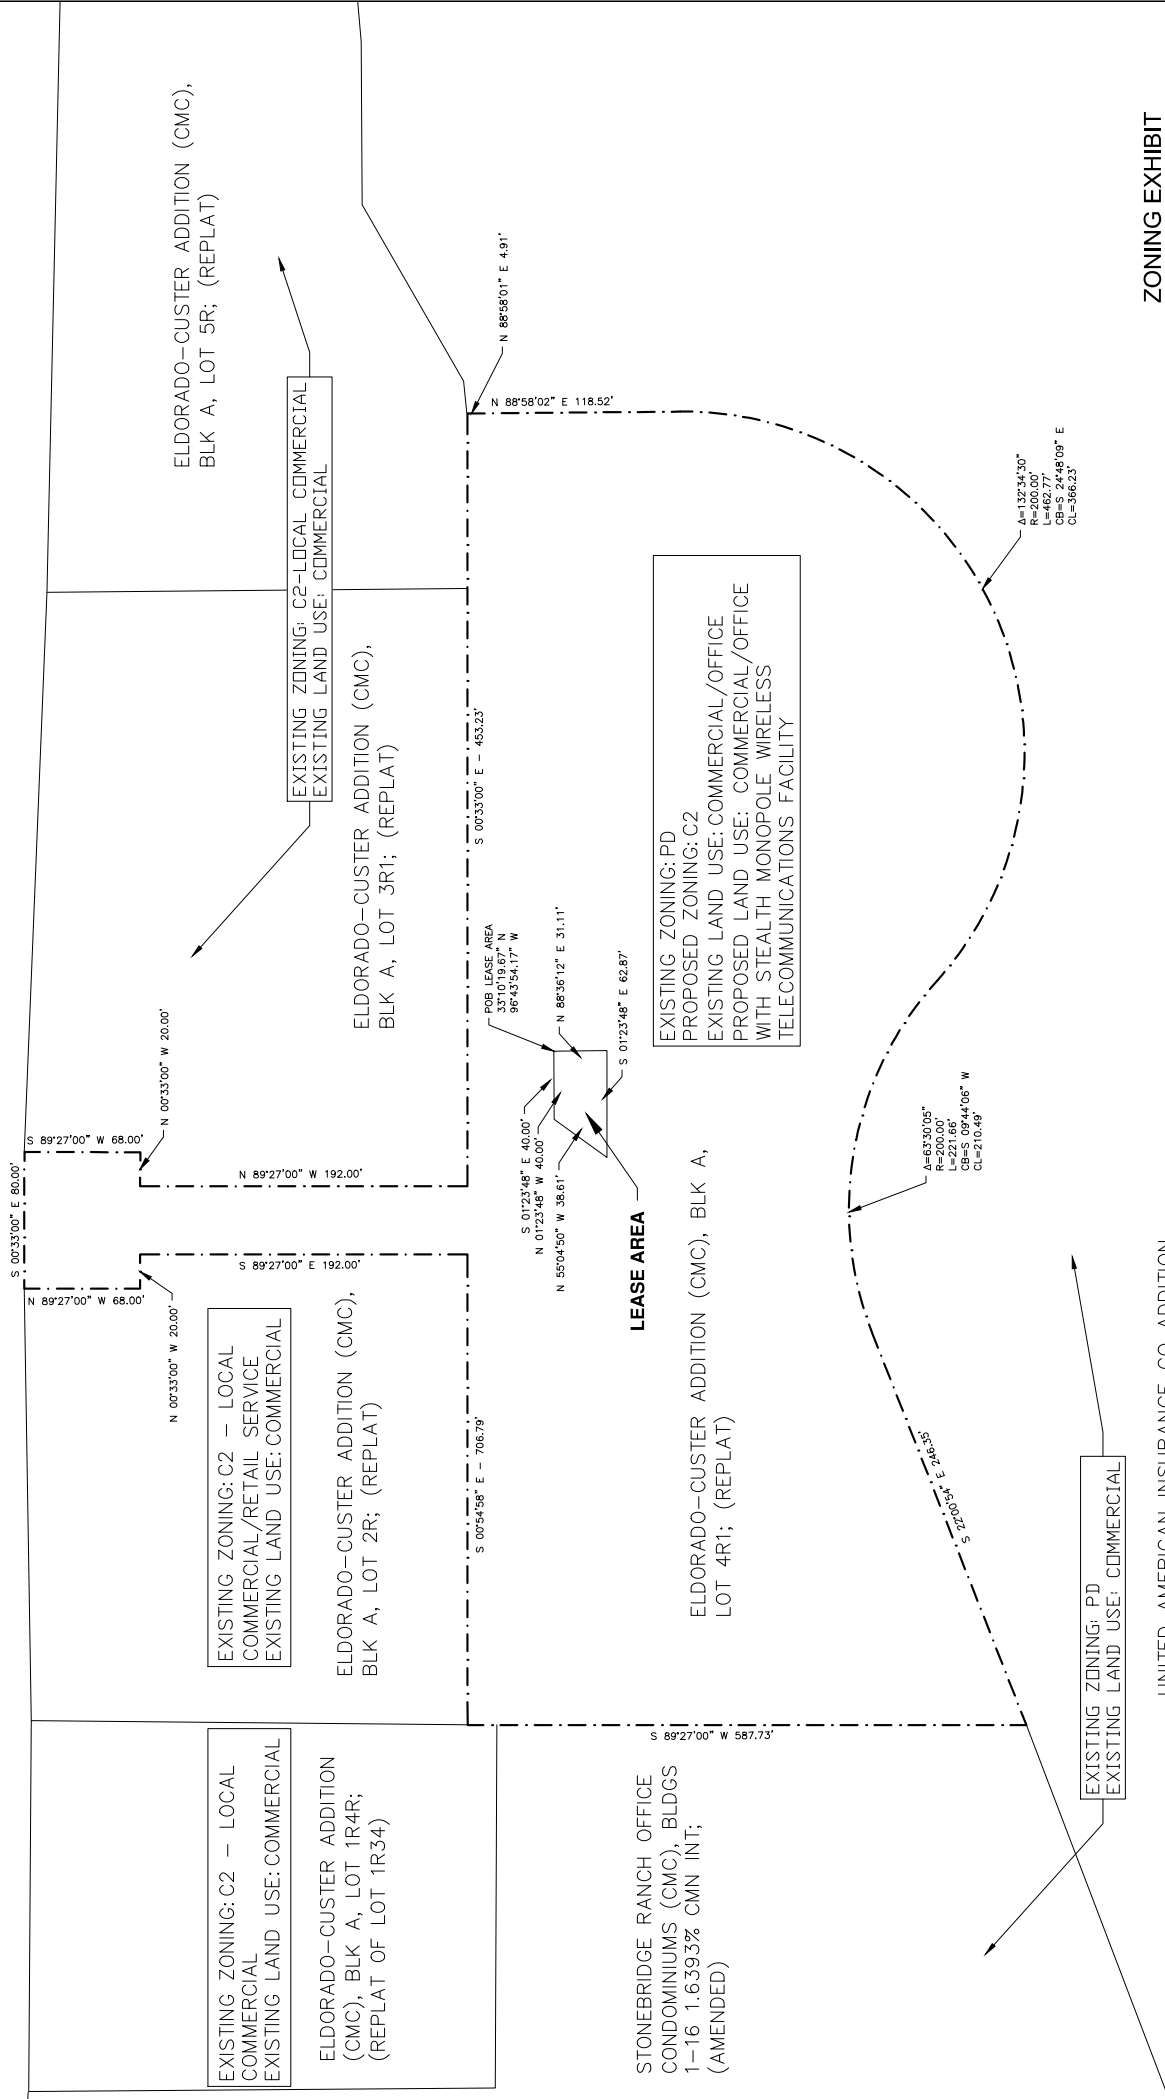 ELDORADO-CUSTER ADDITION (CMC),
BLK A, LOT 5R; (REPLAT)
EXISTING ZONING: C2-LOCAL COMMERCIAL
EXISTING LAND USE: COMMERCIAL
ELDORADO-CUSTER ADDITION (CMC),
BLK A, LOT 3R1; (REPLAT)
N 88°58'01" E 4.91'
N 88°58'02" E 118.52'
S 00°33'00" E - 453.23'
Δ=132°34'30"
R=200.00'
L=462.77'
CB=S 24°48'09" E
CL=366.23'
ZONING EXHIBIT
EXISTING ZONING: PD
PROPOSED ZONING: C2
EXISTING LAND USE: COMMERCIAL/OFFICE
PROPOSED LAND USE: COMMERCIAL/OFFICE
WITH STEALTH MONOPOLE WIRELESS
TELECOMMUNICATIONS FACILITY
POB LEASE AREA
33°10'19.67" N
96°43'54.17" W
N 88°36'12" E 31.11'
S 01°23'48" E 62.87'
S 01°23'48" E 40.00'
N 01°23'48" W 40.00'
N 55°04'50" W 38.61'
LEASE AREA
N 00°33'00" W 20.00'
S 89°27'00" W 68.00'
S 00°33'00" E 80.00'
N 89°27'00" W 192.00'
S 89°27'00" E 192.00'
N 89°27'00" W 68.00'
N 00°33'00" W 20.00'
EXISTING ZONING: C2 - LOCAL
COMMERCIAL/RETAIL SERVICE
EXISTING LAND USE: COMMERCIAL
ELDORADO-CUSTER ADDITION (CMC),
BLK A, LOT 2R; (REPLAT)
S 00°54'58" E - 706.79'
ELDORADO-CUSTER ADDITION (CMC), BLK A,
LOT 4R1; (REPLAT)
Δ=63°30'05"
R=200.00'
L=221.66'
CB=S 09°44'06" W
CL=210.49'
S 22°00'54" E 246.35'
EXISTING ZONING: PD
EXISTING LAND USE: COMMERCIAL
UNITED AMERICAN INSURANCE CO ADDITION
S 89°27'00" W 587.73'
EXISTING ZONING: C2 - LOCAL
COMMERCIAL
EXISTING LAND USE: COMMERCIAL
ELDORADO-CUSTER ADDITION
(CMC), BLK A, LOT 1R4R;
(REPLAT OF LOT 1R34)
STONEBRIDGE RANCH OFFICE
CONDOMINIUMS (CMC), BLDGS
1-16 1.6393% CMN INT;
(AMENDED)